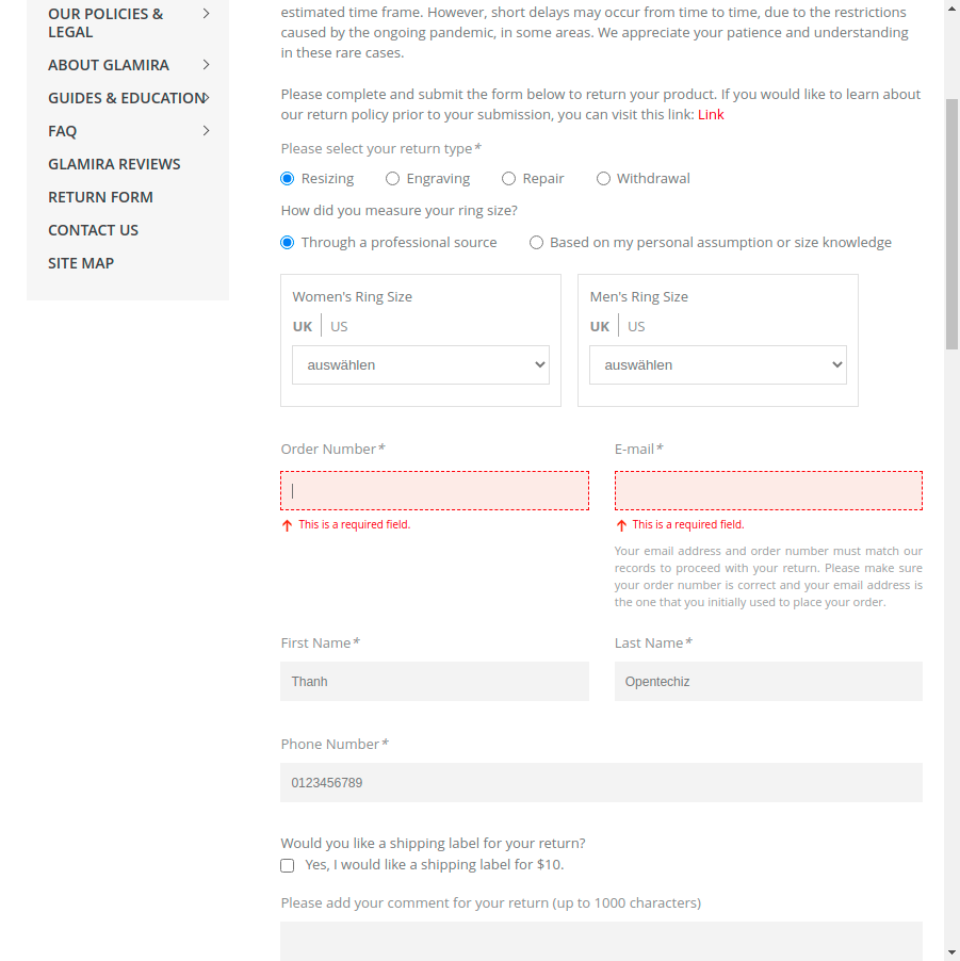 OUR POLICIES &
LEGAL
ABOUT GLAMIRA
GUIDES & EDUCATION
FAQ
GLAMIRA REVIEWS
RETURN FORM
CONTACT US
SITE MAP
estimated time frame. However, short delays may occur from time to time, due to the restrictions
caused by the ongoing pandemic, in some areas. We appreciate your patience and understanding
in these rare cases.
Please complete and submit the form below to return your product. If you would like to learn about
our return policy prior to your submission, you can visit this link: Link
Please select your return type*
Resizing Engraving Repair Withdrawal
How did you measure your ring size?
Through a professional source Based on my personal assumption or size knowledge
Women's Ring Size
UK US
auswählen
Men's Ring Size
UK US
auswählen
Order Number*
This is a required field.
E-mail*
This is a required field.
Your email address and order number must match our
records to proceed with your return. Please make sure
your order number is correct and your email address is
the one that you initially used to place your order.
First Name*
Thanh
Last Name*
Opentechiz
Phone Number*
0123456789
Would you like a shipping label for your return?
Yes, I would like a shipping label for $10.
Please add your comment for your return (up to 1000 characters)